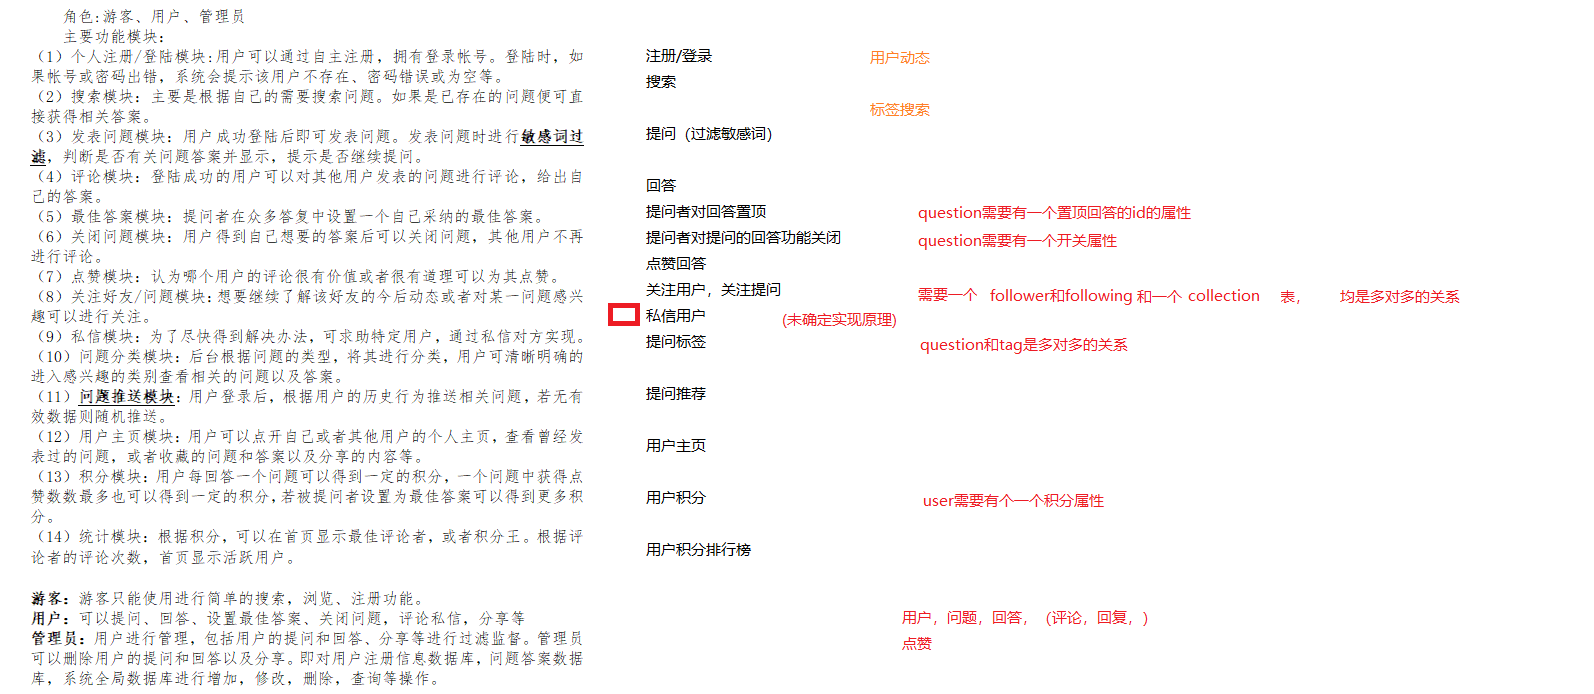 角色:游客、用户、管理员
主要功能模块:
（1）个人注册/登陆模块:用户可以通过自主注册，拥有登录帐号。登陆时，如
果帐号或密码出错，系统会提示该用户不存在、密码错误或为空等。
（2）搜索模块：主要是根据自己的需要搜索问题。如果是已存在的问题便可直
接获得相关答案。
（3）发表问题模块：用户成功登陆后即可发表问题。发表问题时进行敏感词过
滤，判断是否有关问题答案并显示，提示是否继续提问。
（4）评论模块：登陆成功的用户可以对其他用户发表的问题进行评论，给出自
己的答案。
（5）最佳答案模块：提问者在众多答复中设置一个自己采纳的最佳答案。
（6）关闭问题模块：用户得到自己想要的答案后可以关闭问题，其他用户不再
进行评论。
（7）点赞模块：认为哪个用户的评论很有价值或者很有道理可以为其点赞。
（8）关注好友/问题模块：想要继续了解该好友的今后动态或者对某一问题感兴
趣可以进行关注。
（9）私信模块：为了尽快得到解决办法，可求助特定用户，通过私信对方实现。
（10）问题分类模块：后台根据问题的类型，将其进行分类，用户可清晰明确的
进入感兴趣的类别查看相关的问题以及答案。
（11）问题推送模块：用户登录后，根据用户的历史行为推送相关问题，若无有
效数据则随机推送。
（12）用户主页模块：用户可以点开自己或者其他用户的个人主页，查看曾经发
表过的问题，或者收藏的问题和答案以及分享的内容等。
（13）积分模块：用户每回答一个问题可以得到一定的积分，一个问题中获得点
赞数数最多也可以得到一定的积分，若被提问者设置为最佳答案可以得到更多积
分。
（14）统计模块：根据积分，可以在首页显示最佳评论者，或者积分王。根据评
论者的评论次数，首页显示活跃用户。
游客：游客只能使用进行简单的搜索，浏览、注册功能。
用户：可以提问、回答、设置最佳答案、关闭问题，评论私信，分享等
管理员：用户进行管理，包括用户的提问和回答、分享等进行过滤监督。管理员
可以删除用户的提问和回答以及分享。即对用户注册信息数据库，问题答案数据
库，系统全局数据库进行增加，修改，删除，查询等操作。
注册/登录
用户动态
搜索
标签搜索
提问（过滤敏感词）
回答
提问者对回答置顶
question需要有一个置顶回答的id的属性
提问者对提问的回答功能关闭
question需要有一个开关属性
点赞回答
关注用户，关注提问
需要一个 follower和following 和一个 collection 表， 均是多对多的关系
私信用户
(未确定实现原理)
提问标签
question和tag是多对多的关系
提问推荐
用户主页
用户积分
user需要有个一个积分属性
用户积分排行榜
用户，问题，回答，（评论，回复，）
点赞